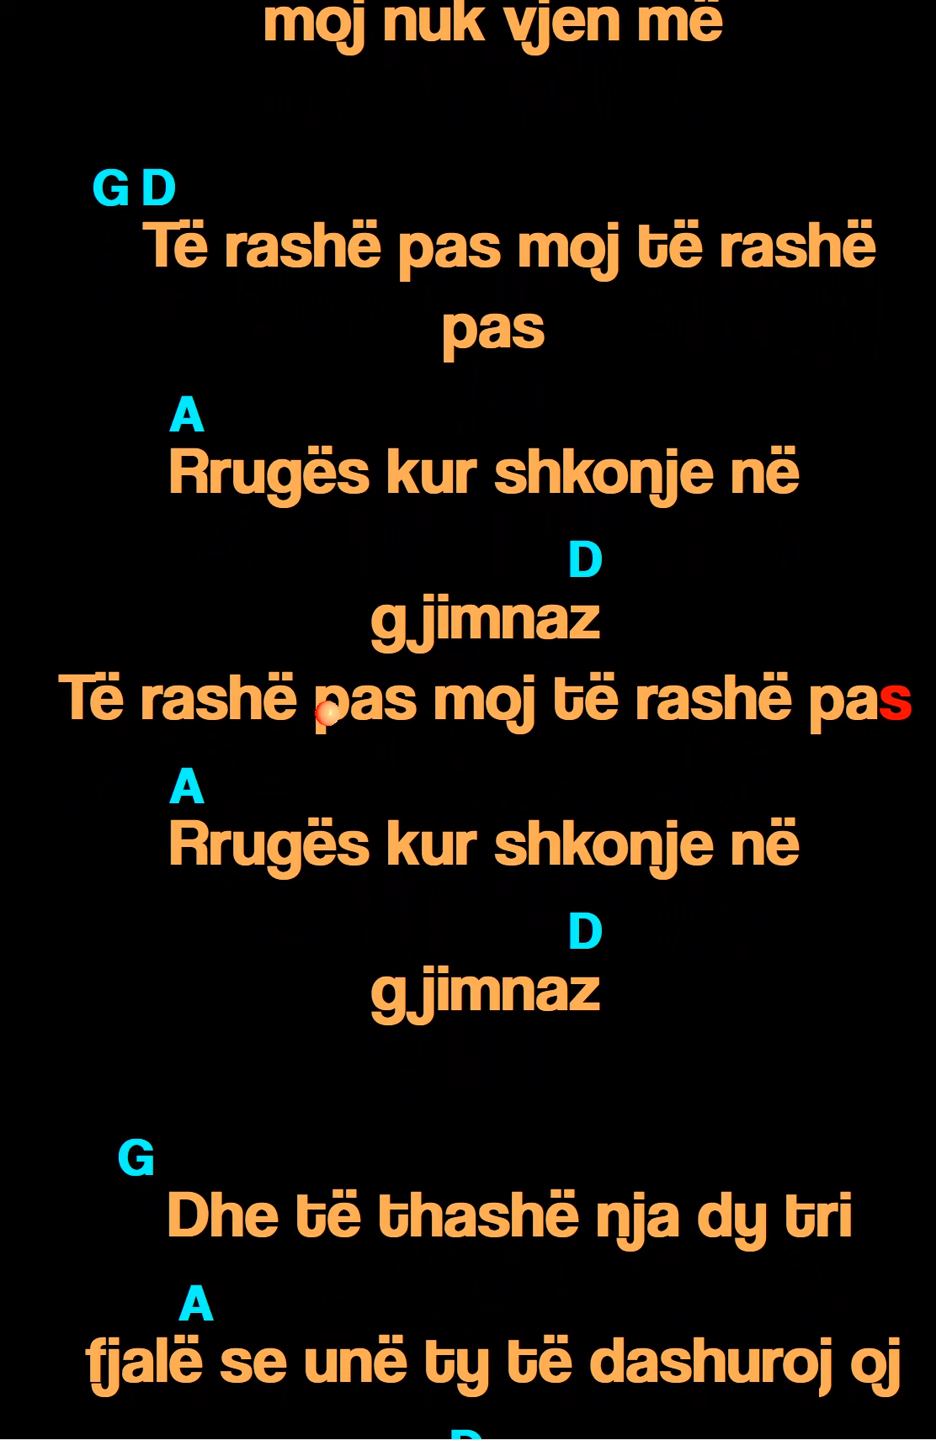 moj nuk vjen më
G D
Të rashë pas moj të rashë
pas
A
Rrugës kur shkonje në
D
gjimnaz
Të rashë pas moj të rashë pas
A
Rrugës kur shkonje në
D
gjimnaz
G
Dhe të thashë nja dy tri
A
fjalë se unë ty të dashuroj oj